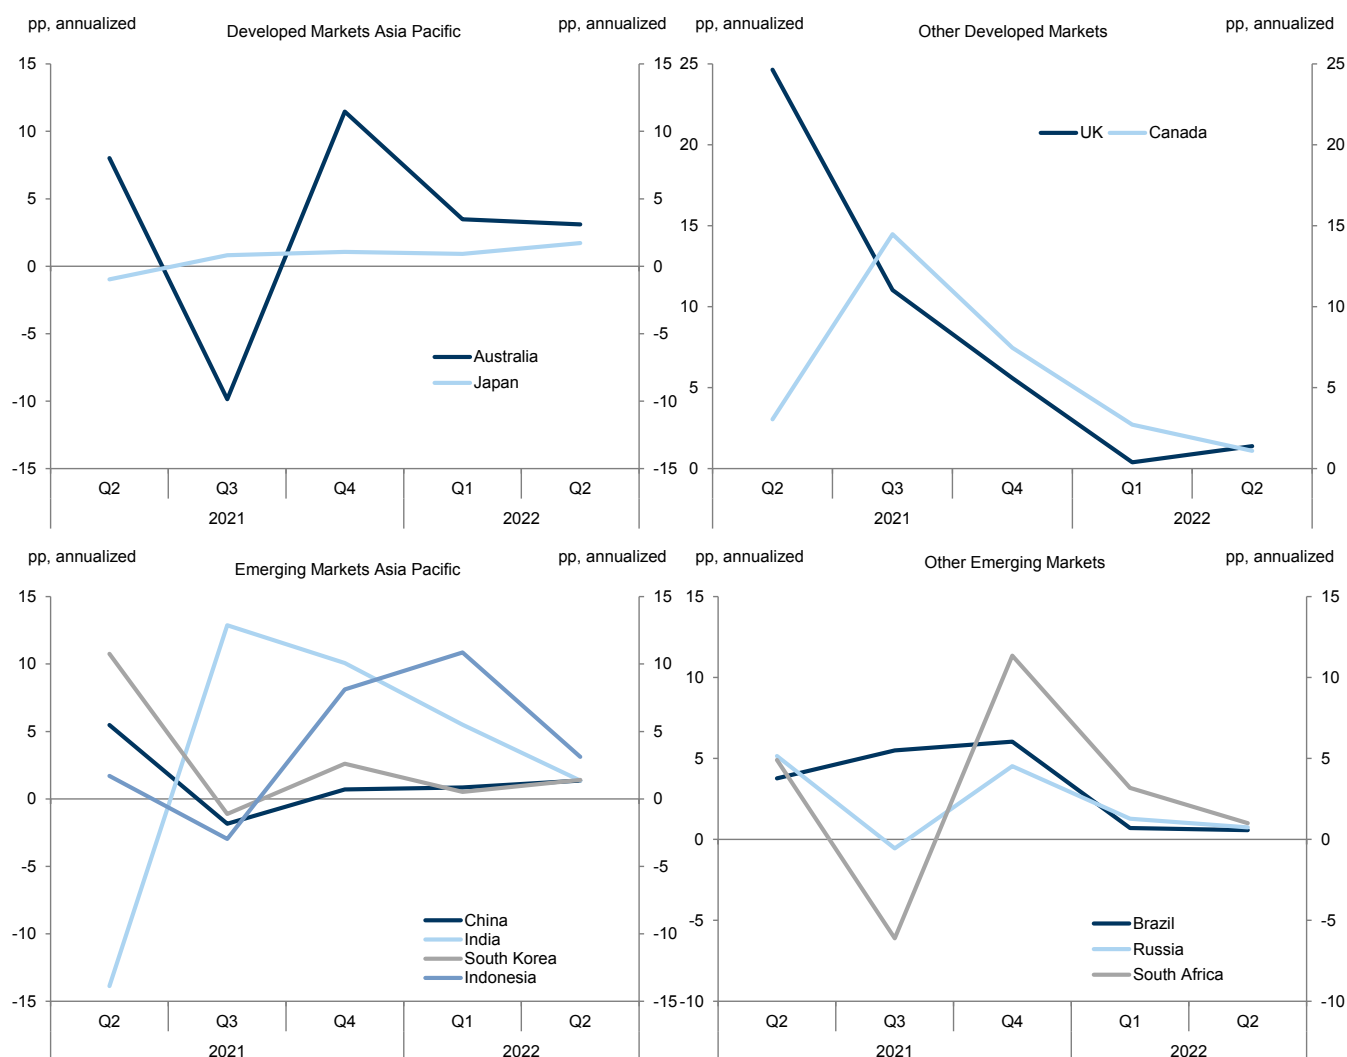 pp, annualized Developed Markets Asia Pacific pp, annualized
15 15
10 10
5 5
0 0
-5 -5
-10 -10
-15 -15
Australia
Japan
Q2 Q3 Q4 Q1 Q2
2021 2022
pp, annualized Other Developed Markets pp, annualized
25 25
20 20
15 15
10 10
5 5
0 0
UK Canada
Q2 Q3 Q4 Q1 Q2
2021 2022
pp, annualized Emerging Markets Asia Pacific pp, annualized
15 15
10 10
5 5
0 0
-5 -5
-10 -10
-15 -15
China
India
South Korea
Indonesia
Q2 Q3 Q4 Q1 Q2
2021 2022
pp, annualized Other Emerging Markets pp, annualized
15 15
10 10
5 5
0 0
-5 -5
-10 -10
Brazil
Russia
South Africa
Q2 Q3 Q4 Q1 Q2
2021 2022